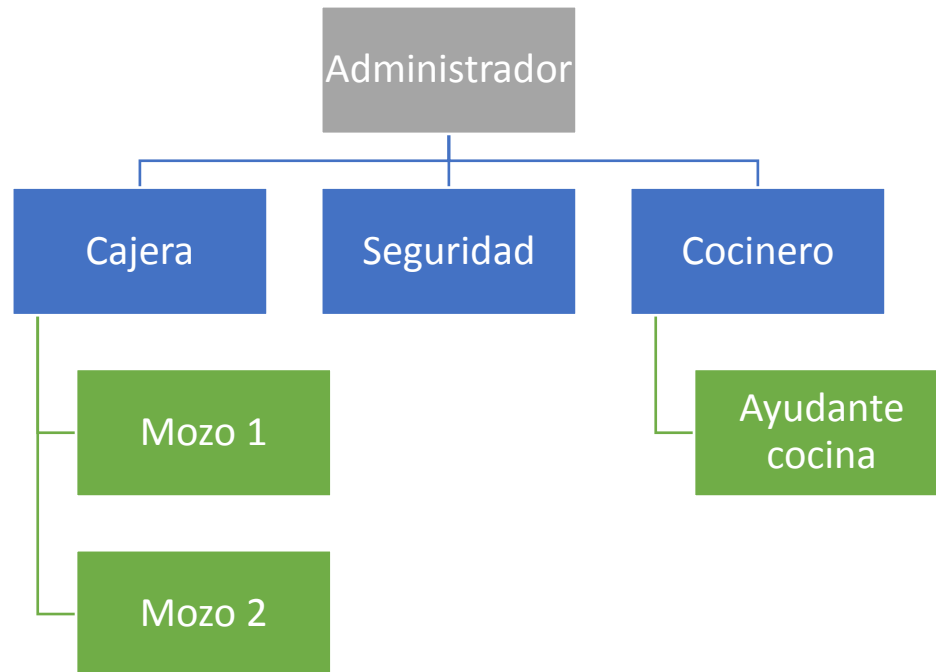 Administrador
Cajera
Seguridad
Cocinero
Mozo 1
Ayudante
cocina
Mozo 2